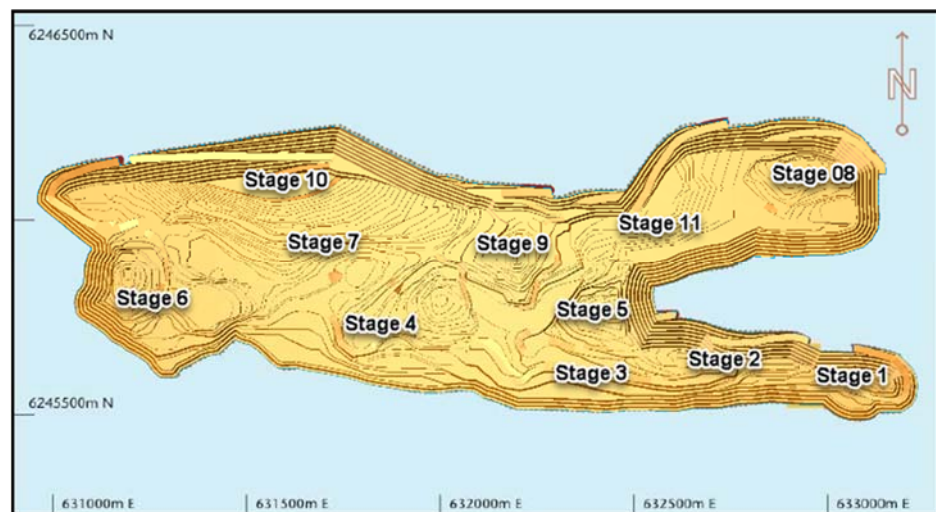 6246500m N
N
Stage 08
Stage 10
Stage 11
Stage 7
Stage 9
Stage 6
Stage 5
Stage 4
Stage 2
Stage 3
Stage 1
6245500m N
631000m E
631500m E
632000m E
632500m E
633000m E